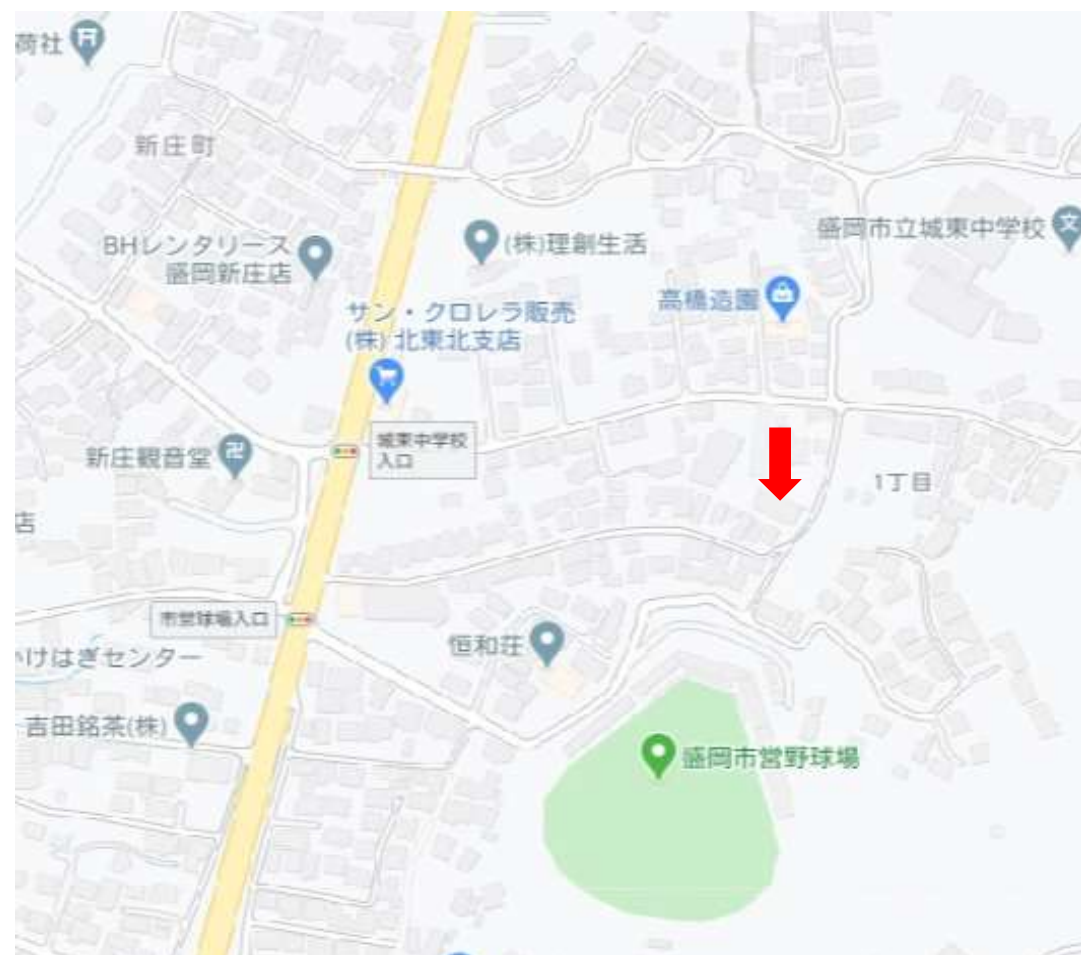 荷社
新庄町
BHレンタリース
盛岡新庄店
(株)理創生活
盛岡市立城東中学校
文
高橋造園
サン・クロレラ販売
(株)北東北支店
城東中学校
入口
新庄観音堂
卍
1丁目
店
市営球場入口
恒和荘
いけはぎセンター
吉田銘茶(株)
盛岡市営野球場